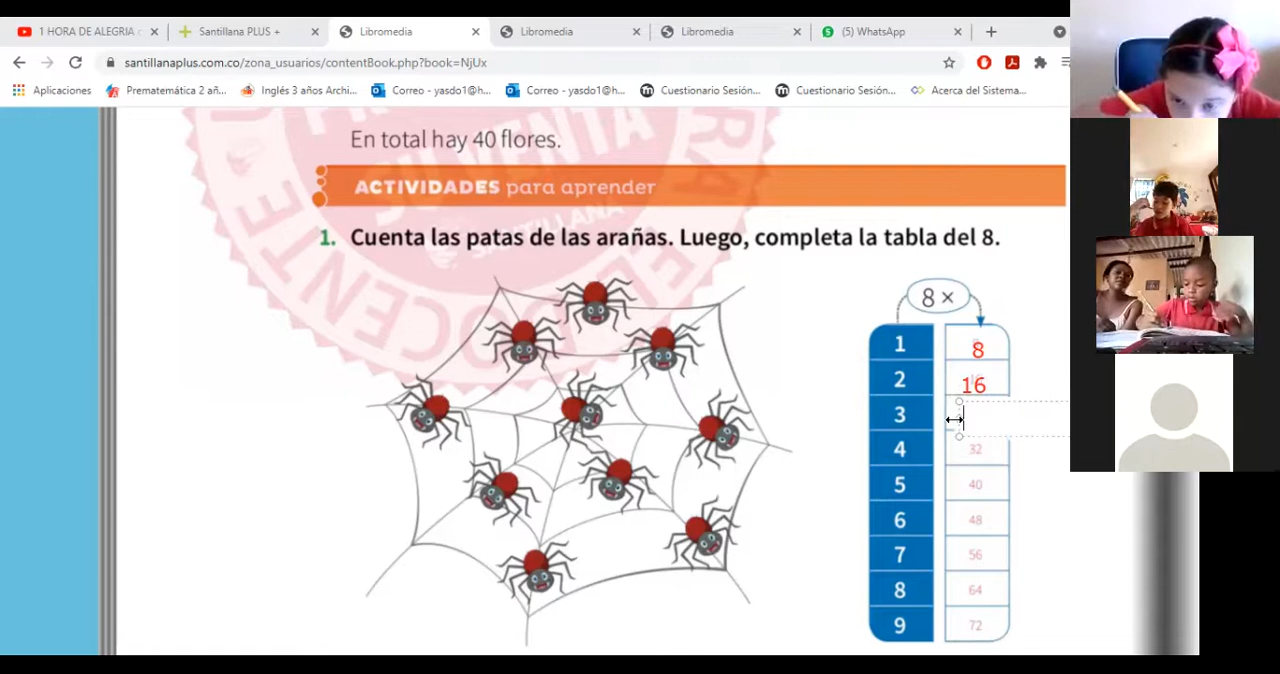 1 HORA DE ALEGRIA
Santillana PLUS +
Libromedia
Libromedia
Libromedia
(5) WhatsApp
santillanaplus.com.co/zona_usuarios/contentBook.php?book=NjUx
Aplicaciones
Prematemática 2 añ...
Inglés 3 años Archi...
Correo - yasdo1@h...
Correo - yasdo1@h...
Cuestionario Sesión...
Cuestionario Sesión...
Acerca del Sistema...
En total hay 40 flores.
ACTIVIDADES para aprender
1. Cuenta las patas de las arañas. Luego, completa la tabla del 8.
8 ×
1 8
2 16
3
4 32
5 40
6 48
7 56
8 64
9 72
SANTILLANA
DOCENTE
VENTA